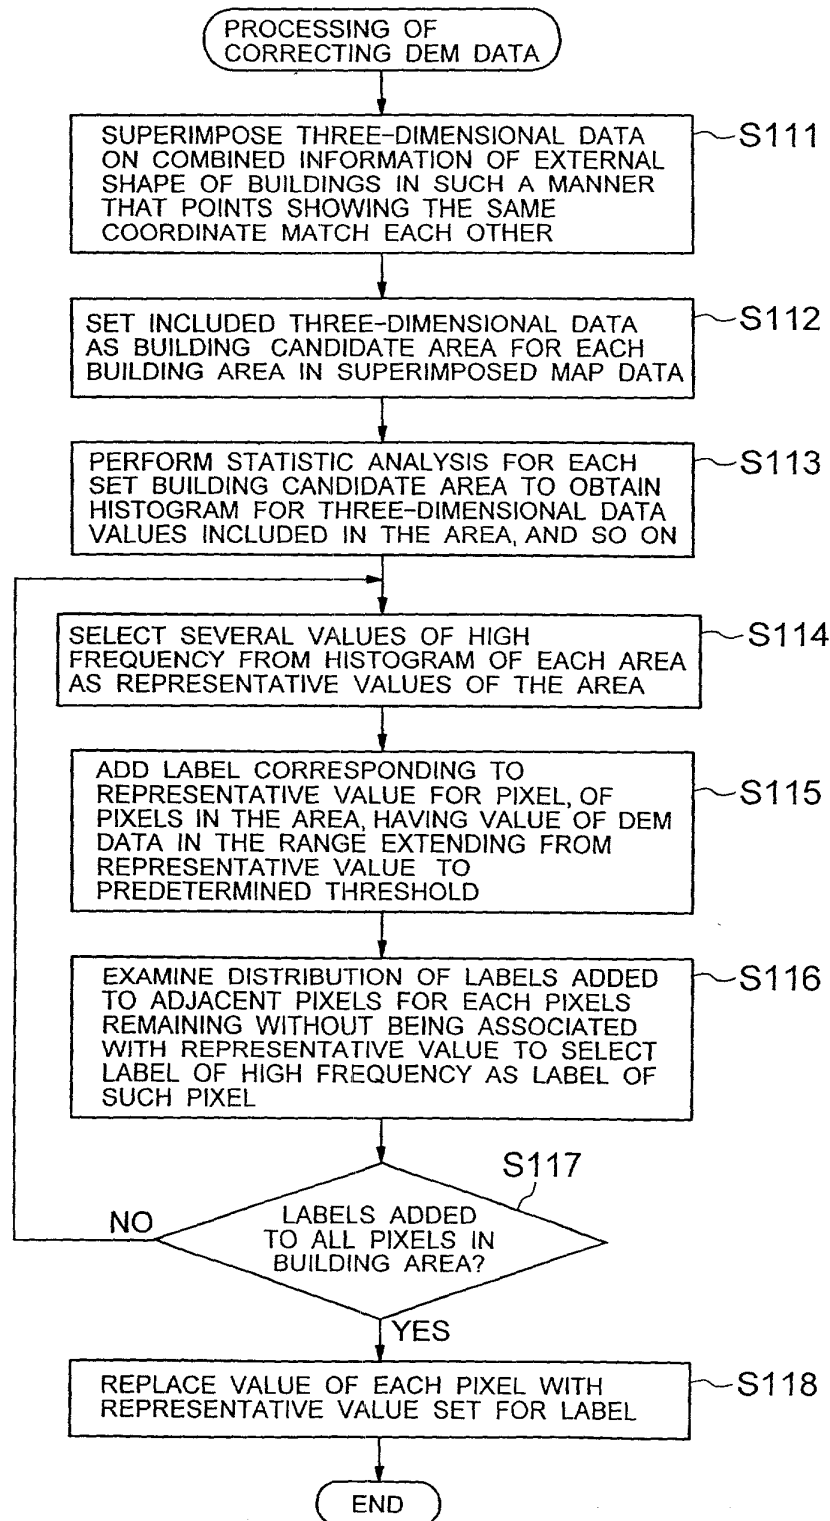 PROCESSING OF
CORRECTING DEM DATA
S111
SUPERIMPOSE THREE-DIMENSIONAL DATA
ON COMBINED INFORMATION OF EXTERNAL
SHAPE OF BUILDINGS IN SUCH A MANNER
THAT POINTS SHOWING THE SAME
COORDINATE MATCH EACH OTHER
S112
SET INCLUDED THREE-DIMENSIONAL DATA
AS BUILDING CANDIDATE AREA FOR EACH
BUILDING AREA IN SUPERIMPOSED MAP DATA
S113
PERFORM STATISTIC ANALYSIS FOR EACH
SET BUILDING CANDIDATE AREA TO OBTAIN
HISTOGRAM FOR THREE-DIMENSIONAL DATA
VALUES INCLUDED IN THE AREA, AND SO ON
S114
SELECT SEVERAL VALUES OF HIGH
FREQUENCY FROM HISTOGRAM OF EACH AREA
AS REPRESENTATIVE VALUES OF THE AREA
S115
ADD LABEL CORRESPONDING TO
REPRESENTATIVE VALUE FOR PIXEL, OF
PIXELS IN THE AREA, HAVING VALUE OF DEM
DATA IN THE RANGE EXTENDING FROM
REPRESENTATIVE VALUE TO
PREDETERMINED THRESHOLD
S116
EXAMINE DISTRIBUTION OF LABELS ADDED
TO ADJACENT PIXELS FOR EACH PIXELS
REMAINING WITHOUT BEING ASSOCIATED
WITH REPRESENTATIVE VALUE TO SELECT
LABEL OF HIGH FREQUENCY AS LABEL OF
SUCH PIXEL
S117
LABELS ADDED
TO ALL PIXELS IN
BUILDING AREA?
NO
YES
S118
REPLACE VALUE OF EACH PIXEL WITH
REPRESENTATIVE VALUE SET FOR LABEL
END